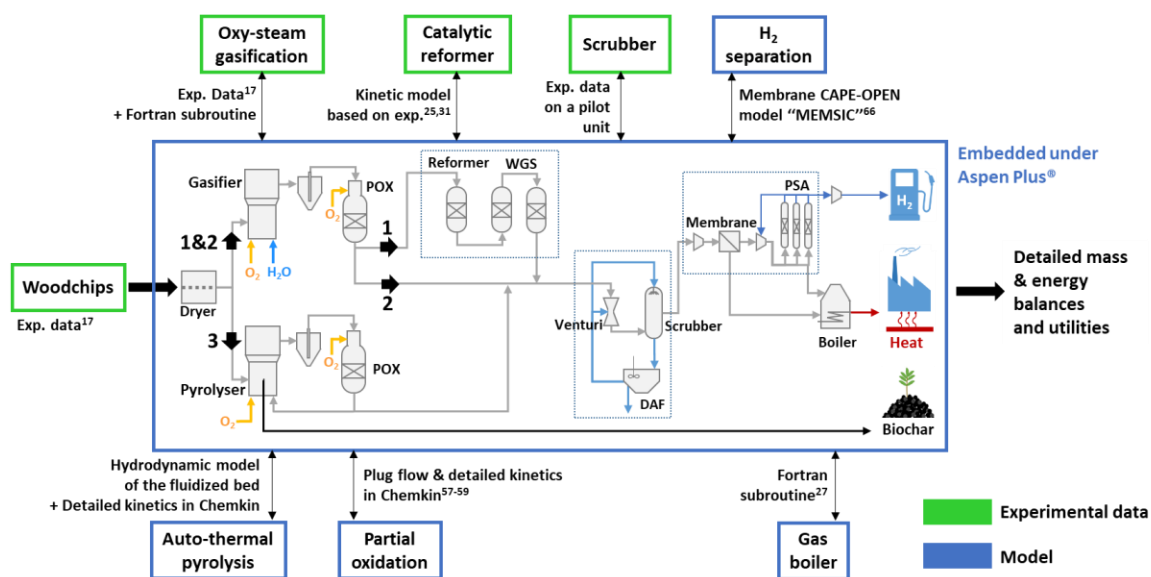 Oxy-steam
gasification
Catalytic
reformer
Scrubber
H₂
separation
Exp. Data¹⁷
+ Fortran subroutine
Kinetic model
based on exp.²⁵,³¹
Exp. data
on a pilot
unit
Membrane CAPE-OPEN
model “MEMSIC”⁶⁶
Embedded under
Aspen Plus®
Gasifier
POX
O₂
Reformer
WGS
PSA
H₂
Membrane
1&2
1
2
O₂
H₂O
Woodchips
Exp. data¹⁷
Dryer
3
Venturi
Scrubber
Boiler
Heat
Detailed mass
& energy
balances
and utilities
O₂
POX
Pyrolyser
O₂
DAF
Biochar
Hydrodynamic model
of the fluidized bed
+ Detailed kinetics in Chemkin
Plug flow & detailed kinetics
in Chemkin⁵⁷⁻⁵⁹
Fortran
subroutine²⁷
Auto-thermal
pyrolysis
Partial
oxidation
Gas
boiler
Experimental data
Model